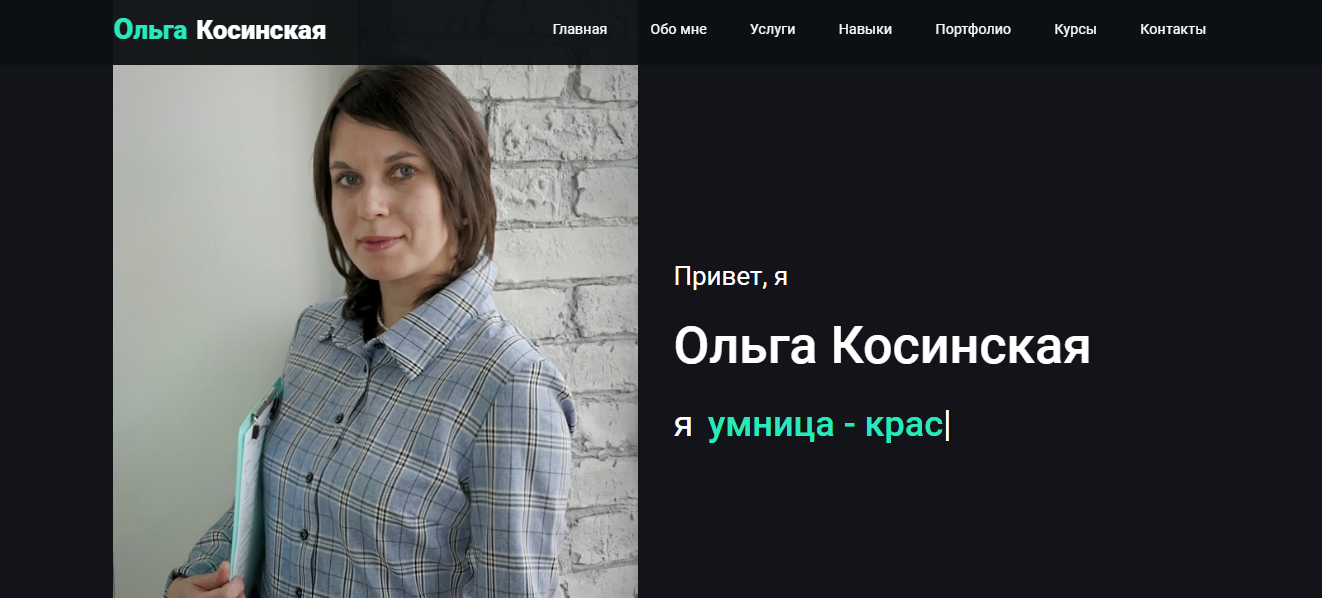 Ольга Косинская
Главная Обо мне Услуги Навыки Портфолио Курсы Контакты
Привет, я
Ольга Косинская
я умница - крас